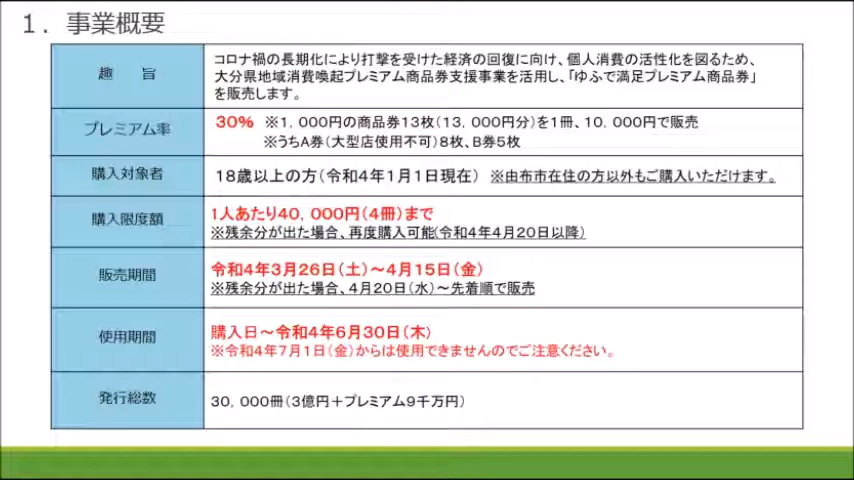 1．事業概要
趣　旨
コロナ禍の長期化により打撃を受けた経済の回復に向け、個人消費の活性化を図るため、
大分県地域消費喚起プレミアム商品券支援事業を活用し、「ゆふで満足プレミアム商品券」
を販売します。
プレミアム率
30%　※1，000円の商品券13枚（13，000円分）を1冊、10，000円で販売
※うちA券（大型店使用不可）8枚、B券5枚
購入対象者
18歳以上の方（令和4年1月1日現在）　※由布市在住の方以外もご購入いただけます。
購入限度額
1人あたり40，000円（4冊）まで
※残余分が出た場合、再度購入可能（令和4年4月20日以降）
販売期間
令和4年3月26日（土）～4月15日（金）
※残余分が出た場合、4月20日（水）～先着順で販売
使用期間
購入日～令和4年6月30日（木）
※令和4年7月1日（金）からは使用できませんのでご注意ください。
発行総数
30，000冊（3億円＋プレミアム9千万円）